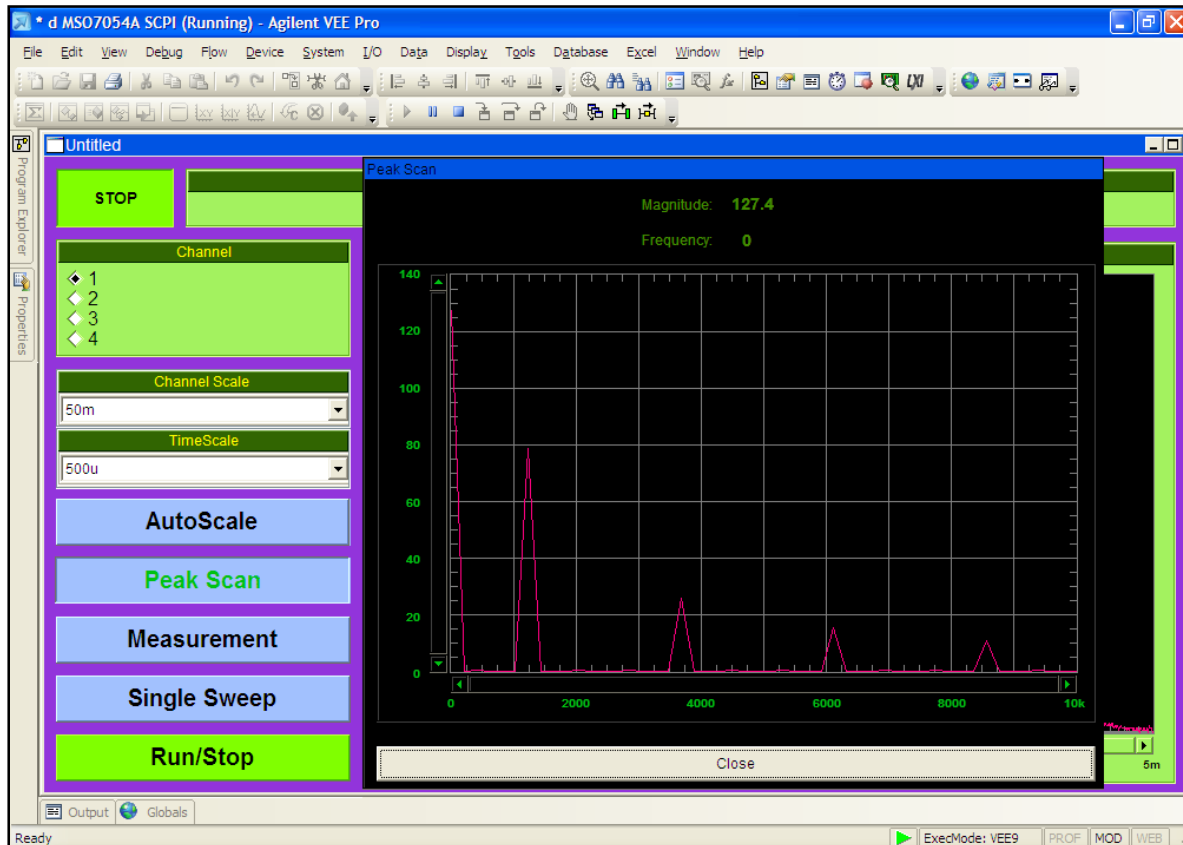 * d MSO7054A SCPI (Running) - Agilent VEE Pro
File Edit View Debug Flow Device System I/O Data Display Tools Database Excel Window Help
Untitled
Program Explorer
Properties
STOP
Channel
1
2
3
4
Channel Scale
50m
TimeScale
500u
AutoScale
Peak Scan
Measurement
Single Sweep
Run/Stop
Peak Scan
Magnitude: 127.4
Frequency: 0
140
120
100
80
60
40
20
0
0 2000 4000 6000 8000 10k
Close
5m
Output Globals
Ready ExecMode: VEE9 PROF MOD WEB